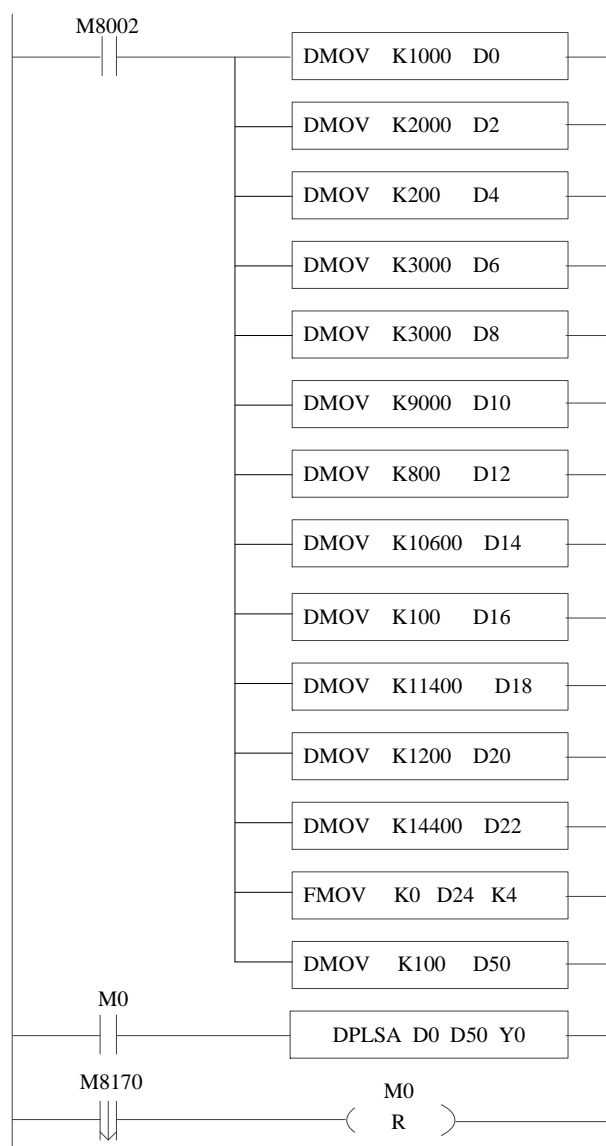 M8002
DMOV K1000 D0
DMOV K2000 D2
DMOV K200 D4
DMOV K3000 D6
DMOV K3000 D8
DMOV K9000 D10
DMOV K800 D12
DMOV K10600 D14
DMOV K100 D16
DMOV K11400 D18
DMOV K1200 D20
DMOV K14400 D22
FMOV K0 D24 K4
DMOV K100 D50
M0
DPLSA D0 D50 Y0
M8170
M0
R